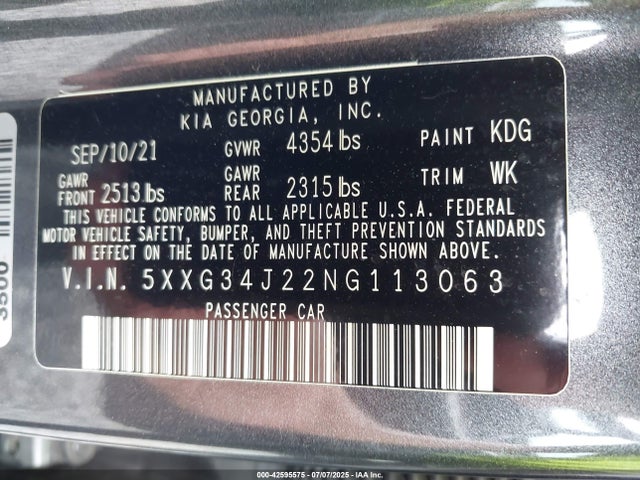 MANUFACTURED BY
KIA GEORGIA, INC.
SEP/10/21 GVWR 4354 lbs PAINT KDG
GAWR FRONT 2513 lbs GAWR REAR 2315 lbs TRIM WK
THIS VEHICLE CONFORMS TO ALL APPLICABLE U.S.A. FEDERAL
MOTOR VEHICLE SAFETY, BUMPER, AND THEFT PREVENTION STANDARDS
IN EFFECT ON THE DATE OF MANUFACTURE SHOWN ABOVE.
V.I.N. 5XXG34J22NG113063
PASSENGER CAR
3500
000-42595575 - 07/07/2025 - IAA Inc.